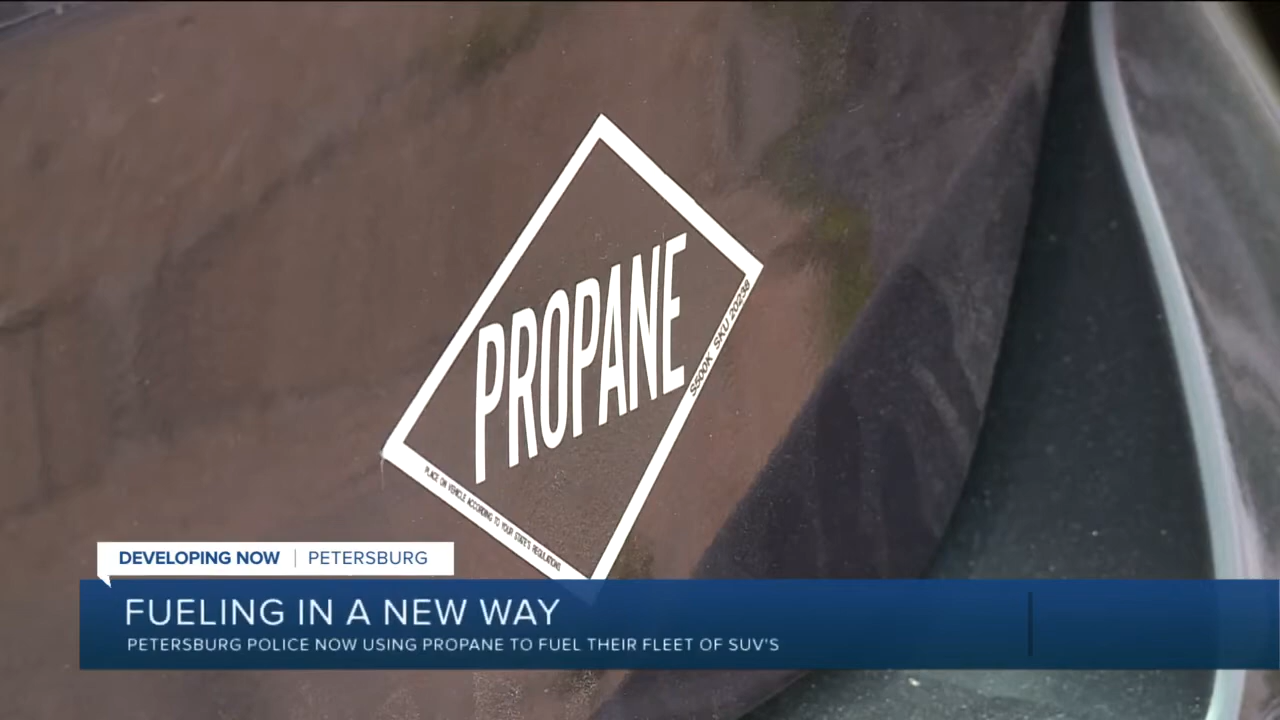 PROPANE
S500K SKU 20238
PLACE ON VEHICLE ACCORDING TO YOUR STATE'S REGULATIONS
DEVELOPING NOW | PETERSBURG
FUELING IN A NEW WAY
PETERSBURG POLICE NOW USING PROPANE TO FUEL THEIR FLEET OF SUV'S